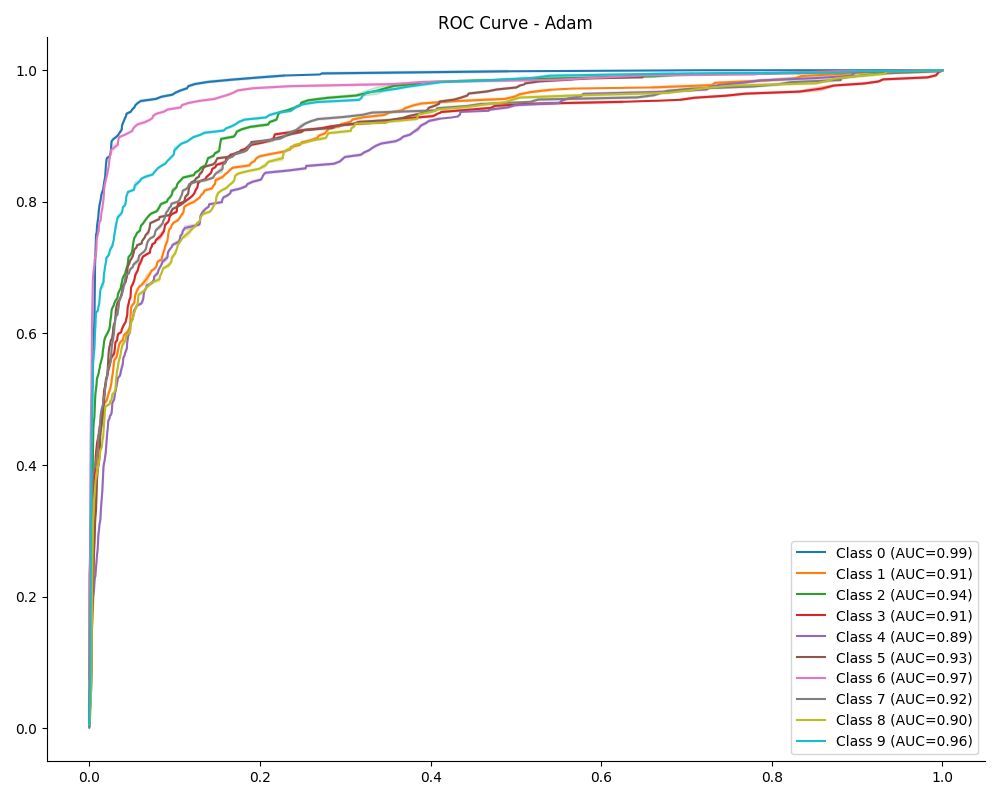 ROC Curve - Adam
1.0
0.8
0.6
0.4
0.2
0.0
0.0 0.2 0.4 0.6 0.8 1.0
Class 0 (AUC=0.99)
Class 1 (AUC=0.91)
Class 2 (AUC=0.94)
Class 3 (AUC=0.91)
Class 4 (AUC=0.89)
Class 5 (AUC=0.93)
Class 6 (AUC=0.97)
Class 7 (AUC=0.92)
Class 8 (AUC=0.90)
Class 9 (AUC=0.96)